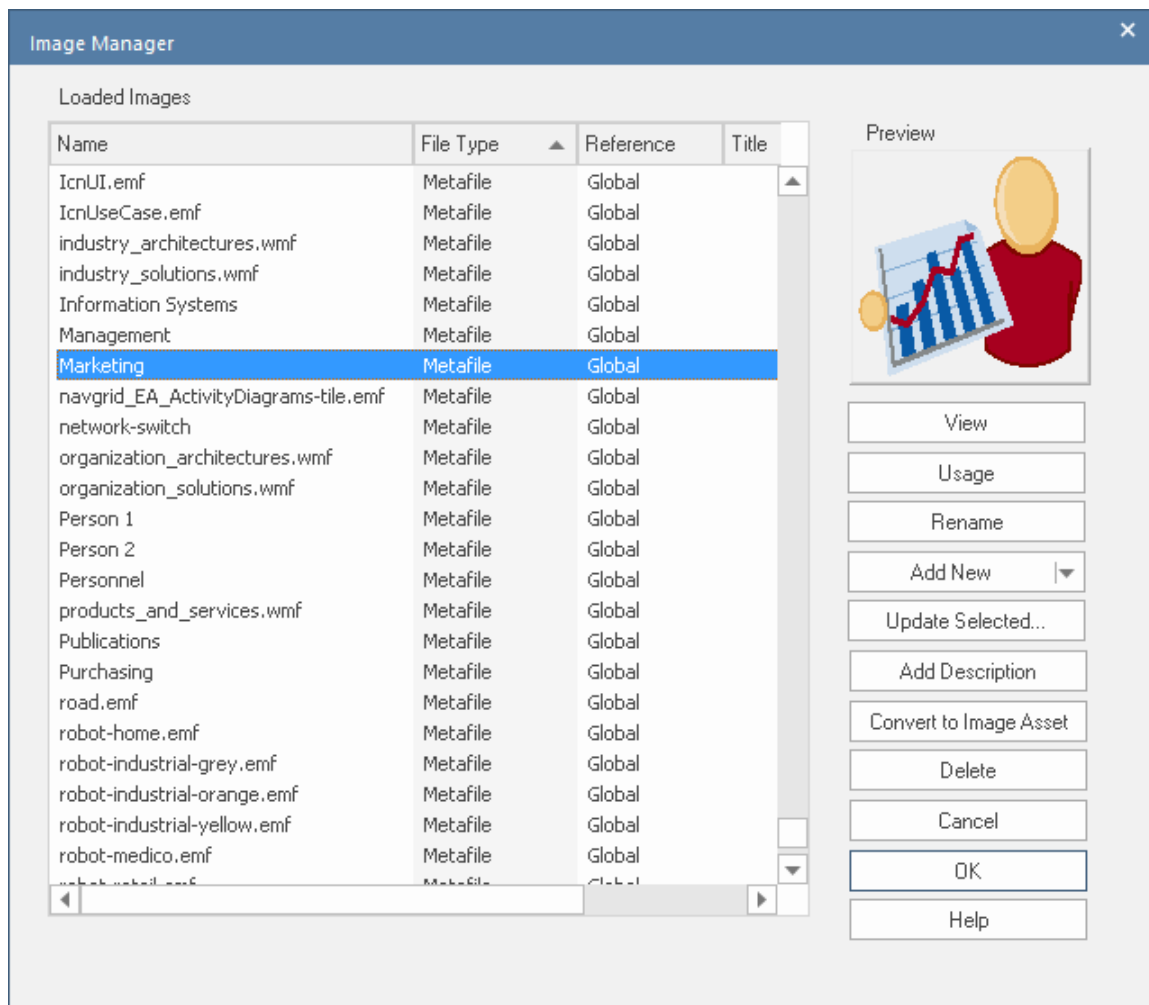 Image Manager
Loaded Images
Name File Type Reference Title
IcnUI.emf Metafile Global
IcnUseCase.emf Metafile Global
industry_architectures.wmf Metafile Global
industry_solutions.wmf Metafile Global
Information Systems Metafile Global
Management Metafile Global
Marketing Metafile Global
navgrid_EA_ActivityDiagrams-tile.emf Metafile Global
network-switch Metafile Global
organization_architectures.wmf Metafile Global
organization_solutions.wmf Metafile Global
Person 1 Metafile Global
Person 2 Metafile Global
Personnel Metafile Global
products_and_services.wmf Metafile Global
Publications Metafile Global
Purchasing Metafile Global
road.emf Metafile Global
robot-home.emf Metafile Global
robot-industrial-grey.emf Metafile Global
robot-industrial-orange.emf Metafile Global
robot-industrial-yellow.emf Metafile Global
robot-medico.emf Metafile Global
robot-retail.emf Metafile Global
Preview
View
Usage
Rename
Add New
Update Selected...
Add Description
Convert to Image Asset
Delete
Cancel
OK
Help